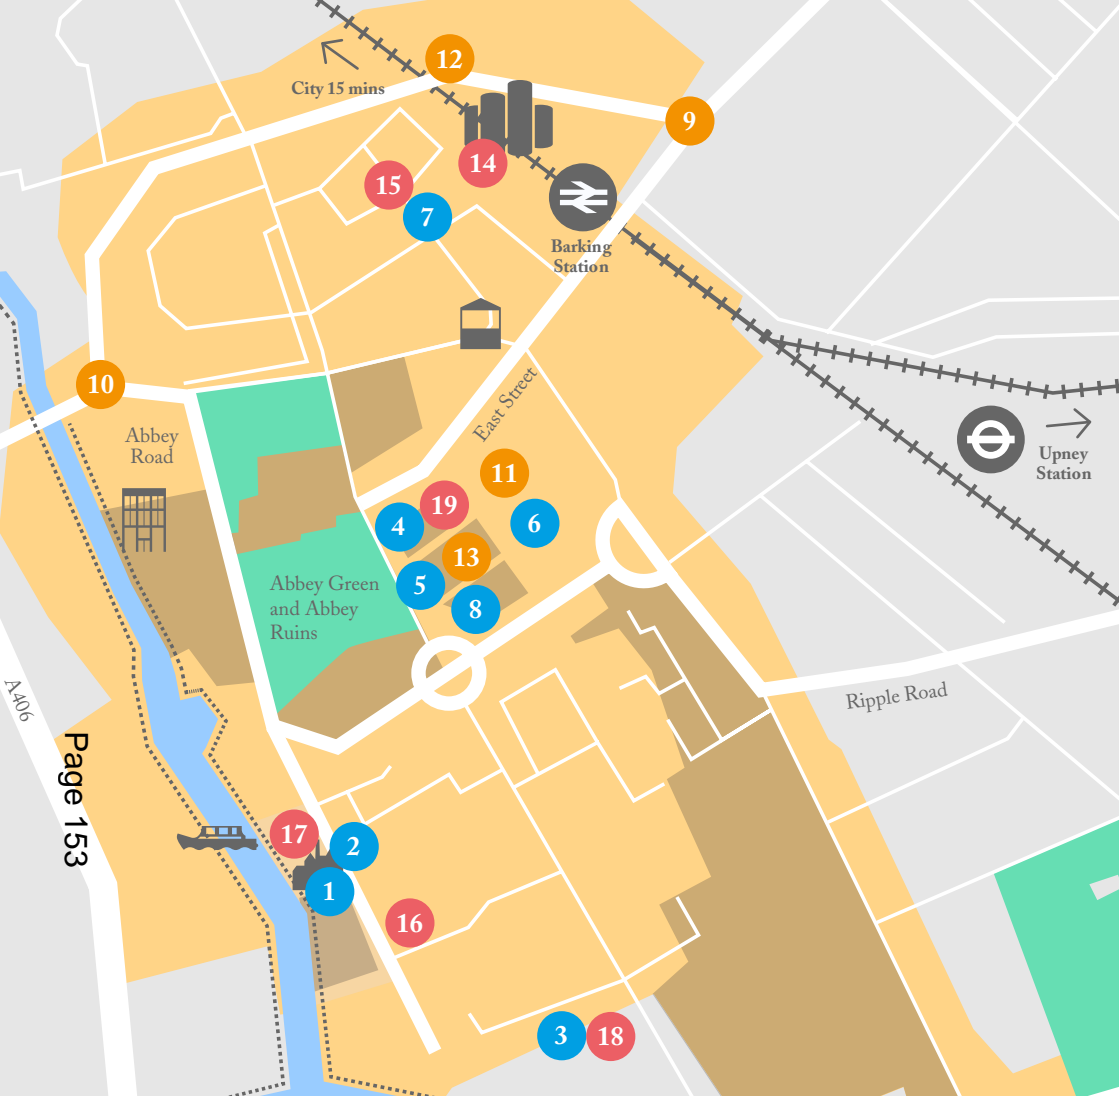 12
City 15 mins
9
14
15
7
Barking
Station
10
Abbey
Road
East Street
Upney
Station
11
19
4
6
13
5
8
Abbey Green
and Abbey
Ruins
A406
Ripple Road
Page 153
17
2
1
16
3
18